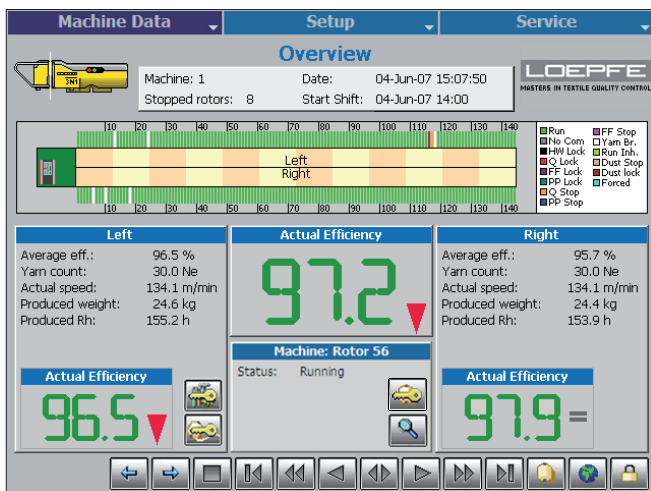 Machine Data Setup Service
Overview
3N1
Machine: 1 Date: 04-Jun-07 15:07:50
Stopped rotors: 8 Start Shift: 04-Jun-07 14:00
LOEPFE
MASTERS IN TEXTILE QUALITY CONTROL
10 20 30 40 50 60 70 80 90 100 110 120 130 140
Left
Right
10 20 30 40 50 60 70 80 90 100 110 120 130 140
Run FF Stop
No Com Yarn Br.
HW Lock Run Inh.
Q Lock Dust Stop
FF Lock Dust lock
PP Lock Forced
Q Stop
PP Stop
Left
Average eff.: 96.5 %
Yarn count: 30.0 Ne
Actual speed: 134.1 m/min
Produced weight: 24.6 kg
Produced Rh: 155.2 h
Actual Efficiency
96.5
Actual Efficiency
97.2
Machine: Rotor 56
Status: Running
Right
Average eff.: 95.7 %
Yarn count: 30.0 Ne
Actual speed: 134.1 m/min
Produced weight: 24.4 kg
Produced Rh: 153.9 h
Actual Efficiency
97.9 =